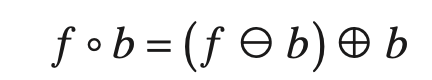 f ∘ b = (f ⊖ b) ⊕ b